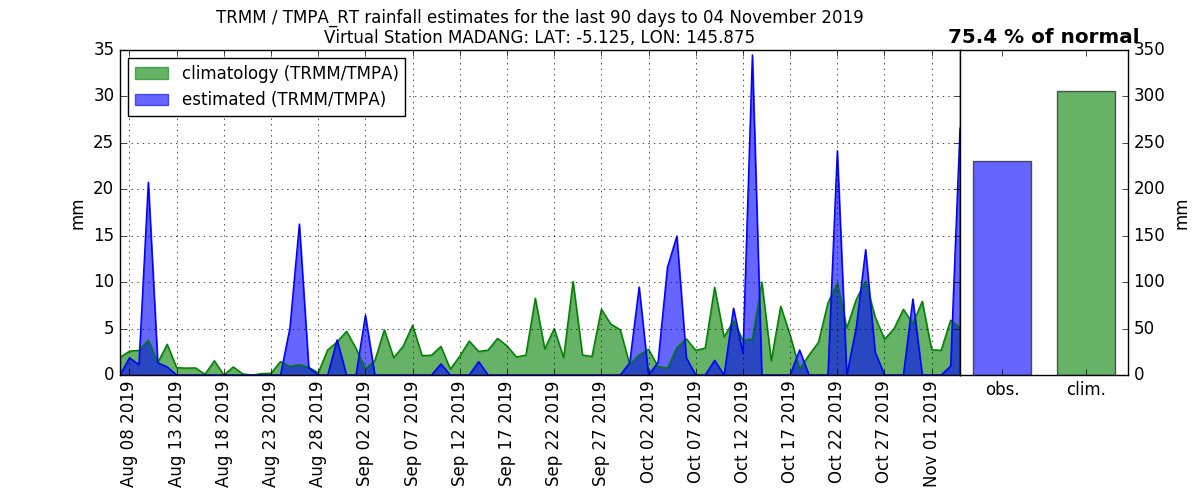 TRMM / TMPA_RT rainfall estimates for the last 90 days to 04 November 2019
Virtual Station MADANG: LAT: -5.125, LON: 145.875
75.4 % of normal
climatology (TRMM/TMPA)
estimated (TRMM/TMPA)
35
30
25
20
15
10
5
0
mm
350
300
250
200
150
100
50
0
mm
Aug 08 2019
Aug 13 2019
Aug 18 2019
Aug 23 2019
Aug 28 2019
Sep 02 2019
Sep 07 2019
Sep 12 2019
Sep 17 2019
Sep 22 2019
Sep 27 2019
Oct 02 2019
Oct 07 2019
Oct 12 2019
Oct 17 2019
Oct 22 2019
Oct 27 2019
Nov 01 2019
obs.
clim.